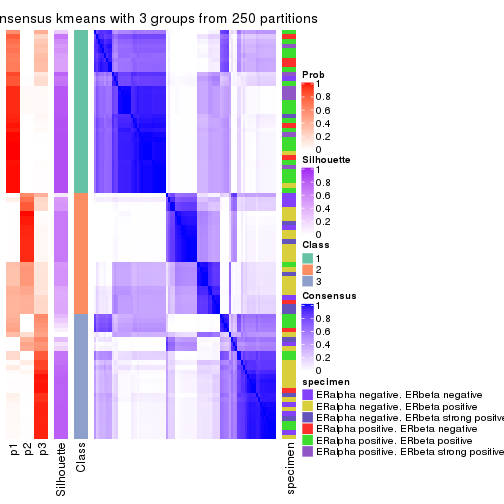 nsensus kmeans with 3 groups from 250 partitions
Prob
1
0.8
0.6
0.4
0.2
0
Silhouette
1
0.8
0.6
0.4
0.2
0
Class
1
2
3
Consensus
1
0.8
0.6
0.4
0.2
0
specimen
ERalpha negative. ERbeta negative
ERalpha negative. ERbeta positive
ERalpha negative. ERbeta strong positive
ERalpha positive. ERbeta negative
ERalpha positive. ERbeta positive
ERalpha positive. ERbeta strong positive
p1
p2
p3
Silhouette
Class
specimen